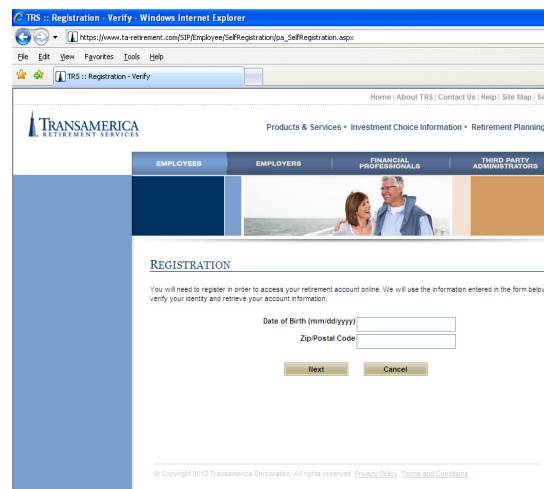 TRS :: Registration - Verify - Windows Internet Explorer
https://www.ta-retirement.com/SIP/Employee/SelfRegistration/pa_SelfRegistration.aspx
File Edit View Favorites Tools Help
TRS :: Registration - Verify
Home | About TRS | Contact Us | Help | Site Map | Se
TRANSAMERICA
RETIREMENT SERVICES
Products & Services • Investment Choice Information • Retirement Planning
EMPLOYEES EMPLOYERS FINANCIAL PROFESSIONALS THIRD PARTY ADMINISTRATORS
REGISTRATION
You will need to register in order to access your retirement account online. We will use the information entered in the form below
verify your identity and retrieve your account information.
Date of Birth (mm/dd/yyyy)
Zip/Postal Code
Next Cancel
© Copyright 2012 Transamerica Corporation. All rights reserved. Privacy Policy. Terms and Conditions.